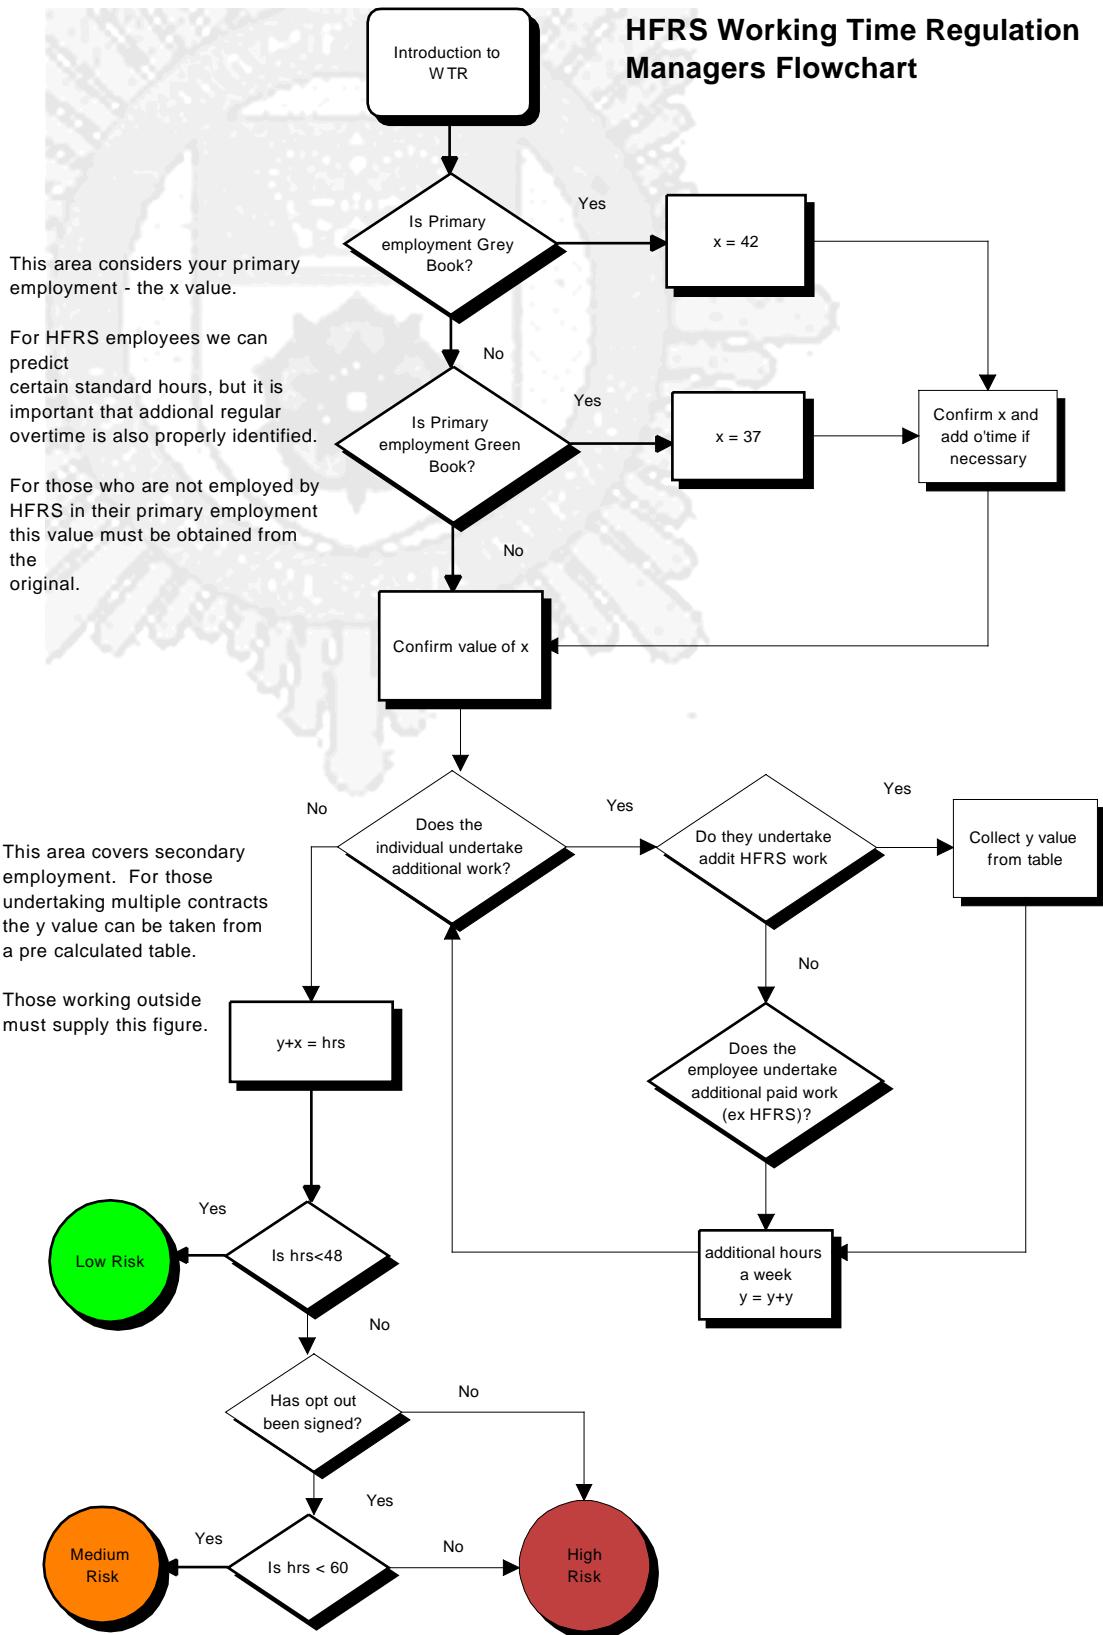 HFRS Working Time Regulation
Managers Flowchart
Introduction to
WTR
Is Primary
employment Grey
Book?
Yes
x = 42
This area considers your primary
employment - the x value.
For HFRS employees we can
predict
certain standard hours, but it is
important that addional regular
overtime is also properly identified.
For those who are not employed by
HFRS in their primary employment
this value must be obtained from
the
original.
No
Is Primary
employment Green
Book?
Yes
x = 37
Confirm x and
add o'time if
necessary
No
Confirm value of x
No
Does the
individual undertake
additional work?
Yes
Do they undertake
addit HFRS work
Yes
Collect y value
from table
This area covers secondary
employment. For those
undertaking multiple contracts
the y value can be taken from
a pre calculated table.
Those working outside
must supply this figure.
No
y+x = hrs
Does the
employee undertake
additional paid work
(ex HFRS)?
Yes
Low Risk
Is hrs<48
additional hours
a week
y = y+y
No
Has opt out
been signed?
No
Yes
Medium
Risk
Yes
Is hrs < 60
No
High
Risk